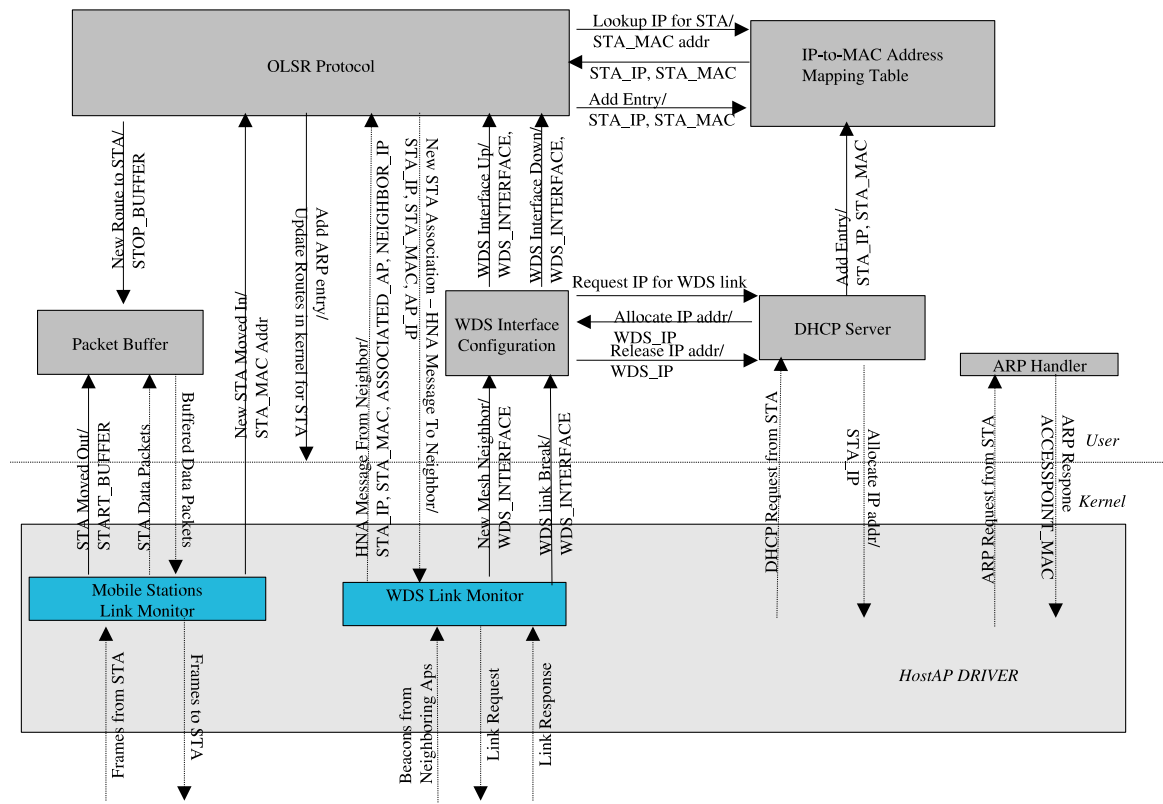 Lookup IP for STA/
STA_MAC addr
OLSR Protocol
IP-to-MAC Address
Mapping Table
STA_IP, STA_MAC
Add Entry/
STA_IP, STA_MAC
New Route to STA/
STOP_BUFFER
New STA Moved In/
STA_MAC Addr
Add ARP entry/
Update Routes in kernel for STA
HNA Message From Neighbor/
STA_IP, STA_MAC, ASSOCIATED_AP, NEIGHBOR_IP
New STA Association – HNA Message To Neighbor/
STA_IP, STA_MAC, AP_IP
WDS Interface Up/
WDS_INTERFACE,
WDS Interface Down/
WDS_INTERFACE,
Add Entry/
STA_IP, STA_MAC
Request IP for WDS link
Packet Buffer
WDS Interface
Configuration
Allocate IP addr/
WDS_IP
Release IP addr/
WDS_IP
DHCP Server
ARP Handler
STA Moved Out/
START_BUFFER
STA Data Packets
Buffered Data Packets
New Mesh Neighbor/
WDS_INTERFACE
WDS link Break/
WDS_INTERFACE
DHCP Request from STA
Allocate IP addr/
STA_IP
ARP Request from STA
ARP Respone
ACCESSPOINT_MAC
User
Kernel
Mobile Stations
Link Monitor
WDS Link Monitor
HostAP DRIVER
Frames from STA
Frames to STA
Beacons from
Neighboring Aps
Link Request
Link Response